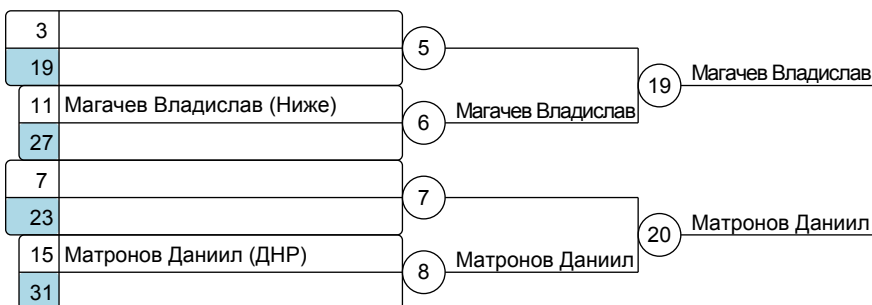 3
5
19
19 Магачев Владислав
11 Магачев Владислав (Ниже)
6 Магачев Владислав
27
7
7
23
20 Матронов Даниил
15 Матронов Даниил (ДНР)
8 Матронов Даниил
31